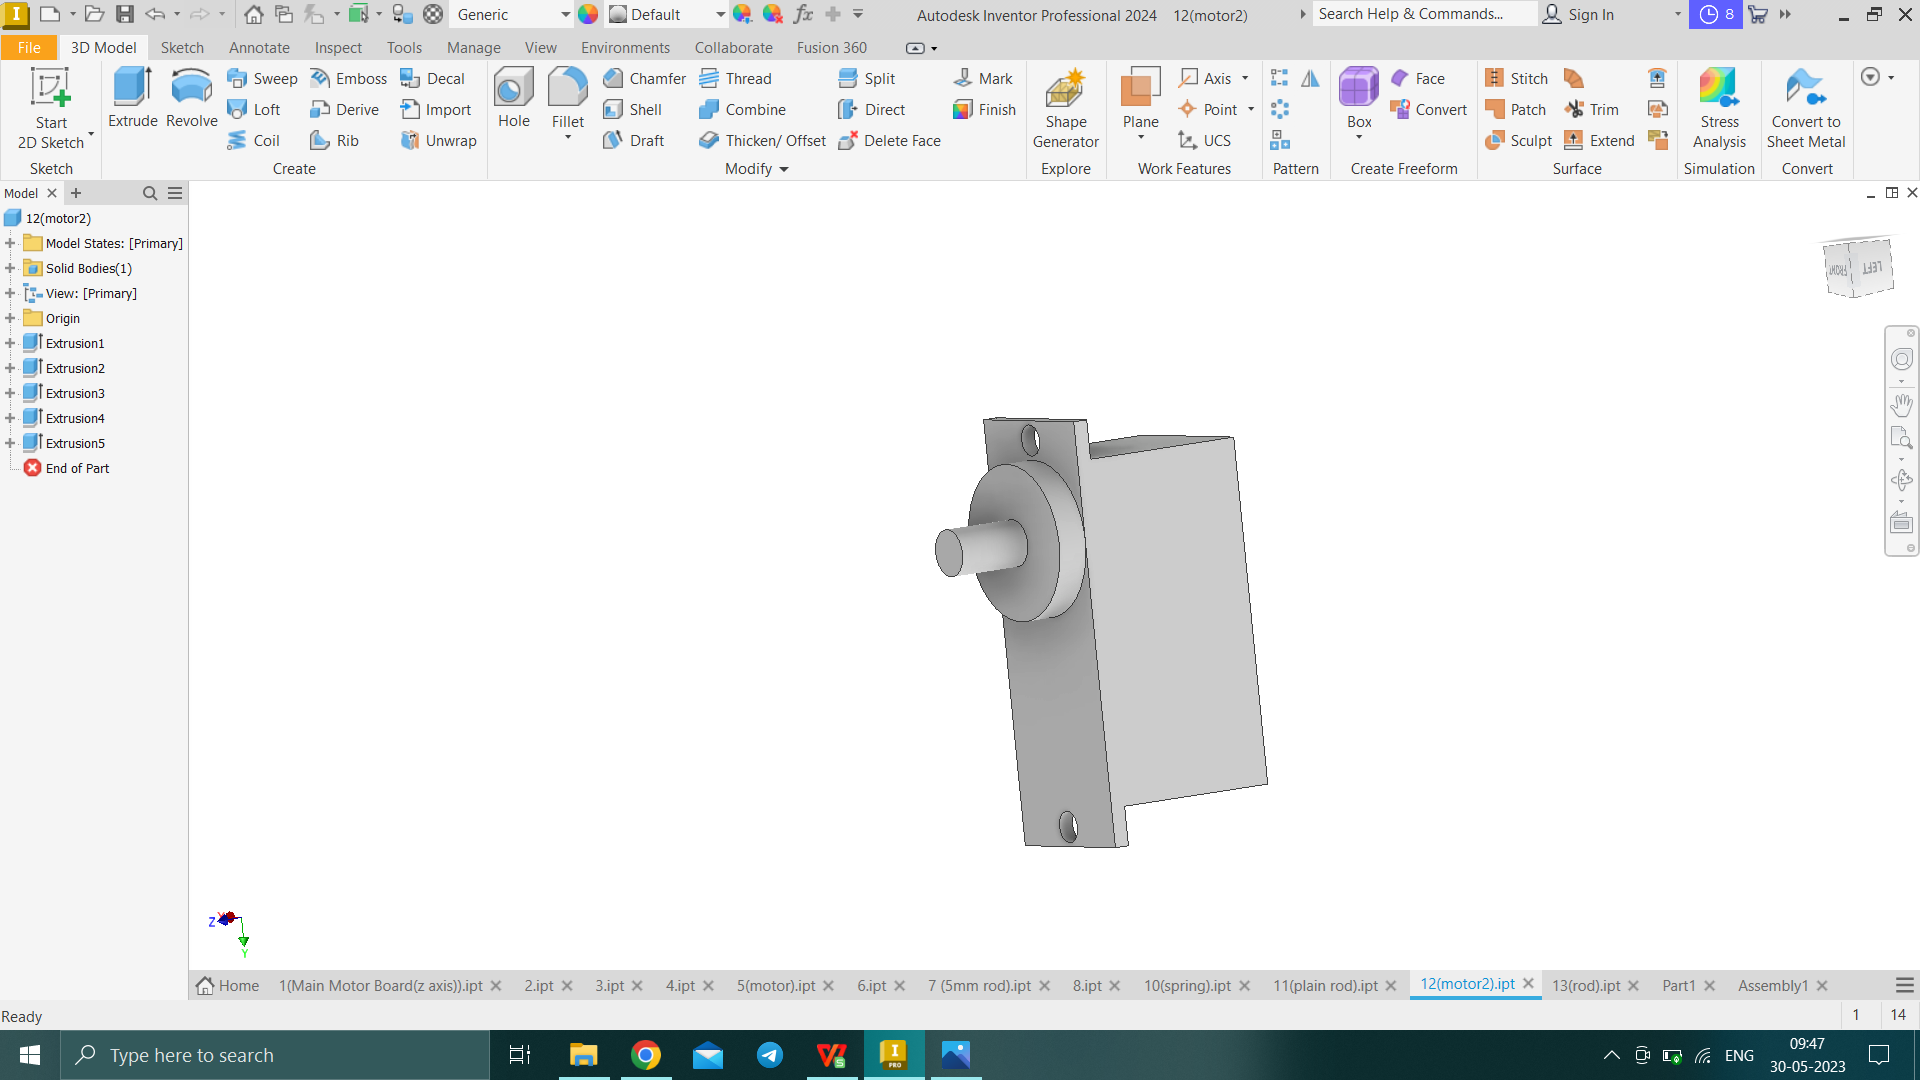 Generic
Default
Autodesk Inventor Professional 2024 12(motor2)
Search Help & Commands...
Sign In
8
File 3D Model Sketch Annotate Inspect Tools Manage View Environments Collaborate Fusion 360
Start
2D Sketch
Sketch
Extrude
Revolve
Sweep Emboss Decal
Loft Derive Import
Coil Rib Unwrap
Create
Hole
Fillet
Chamfer Thread Split Mark
Shell Combine Direct Finish
Draft Thicken/ Offset Delete Face
Modify
Shape
Generator
Explore
Plane
Axis
Point
UCS
Work Features
Pattern
Box
Face
Convert
Create Freeform
Stitch
Patch Trim
Sculpt Extend
Surface
Stress
Analysis
Simulation
Convert to
Sheet Metal
Convert
Model
12(motor2)
Model States: [Primary]
Solid Bodies(1)
View: [Primary]
Origin
Extrusion1
Extrusion2
Extrusion3
Extrusion4
Extrusion5
End of Part
FRONT LEFT
Z X
Y
Home 1(Main Motor Board(z axis)).ipt 2.ipt 3.ipt 4.ipt 5(motor).ipt 6.ipt 7 (5mm rod).ipt 8.ipt 10(spring).ipt 11(plain rod).ipt 12(motor2).ipt 13(rod).ipt Part1 Assembly1
Ready 1 14
Type here to search
PRO
ENG
09:47
30-05-2023